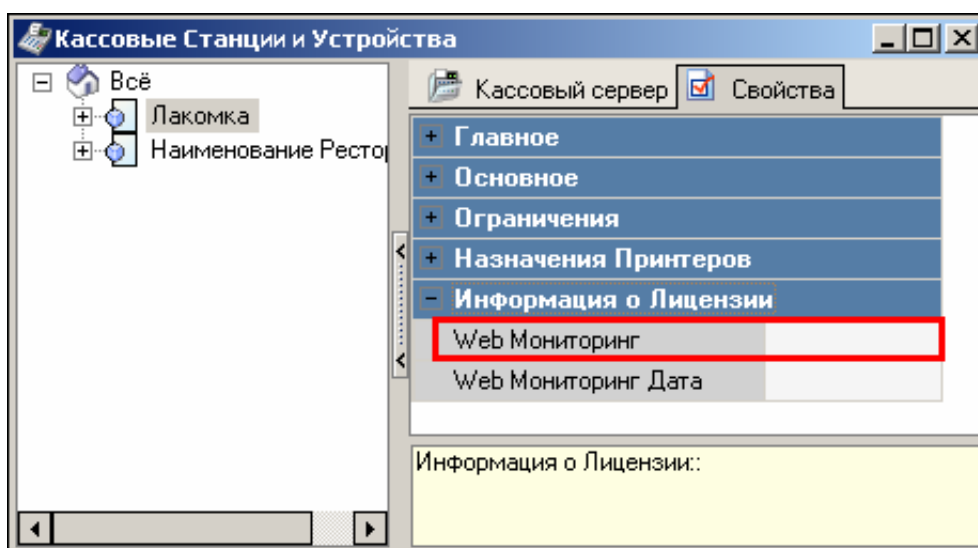 Кассовые Станции и Устройства
Всё
Лакомка
Наименование Рестор
Кассовый сервер
Свойства
Главное
Основное
Ограничения
Назначения Принтеров
Информация о Лицензии
Web Мониторинг
Web Мониторинг Дата
Информация о Лицензии::